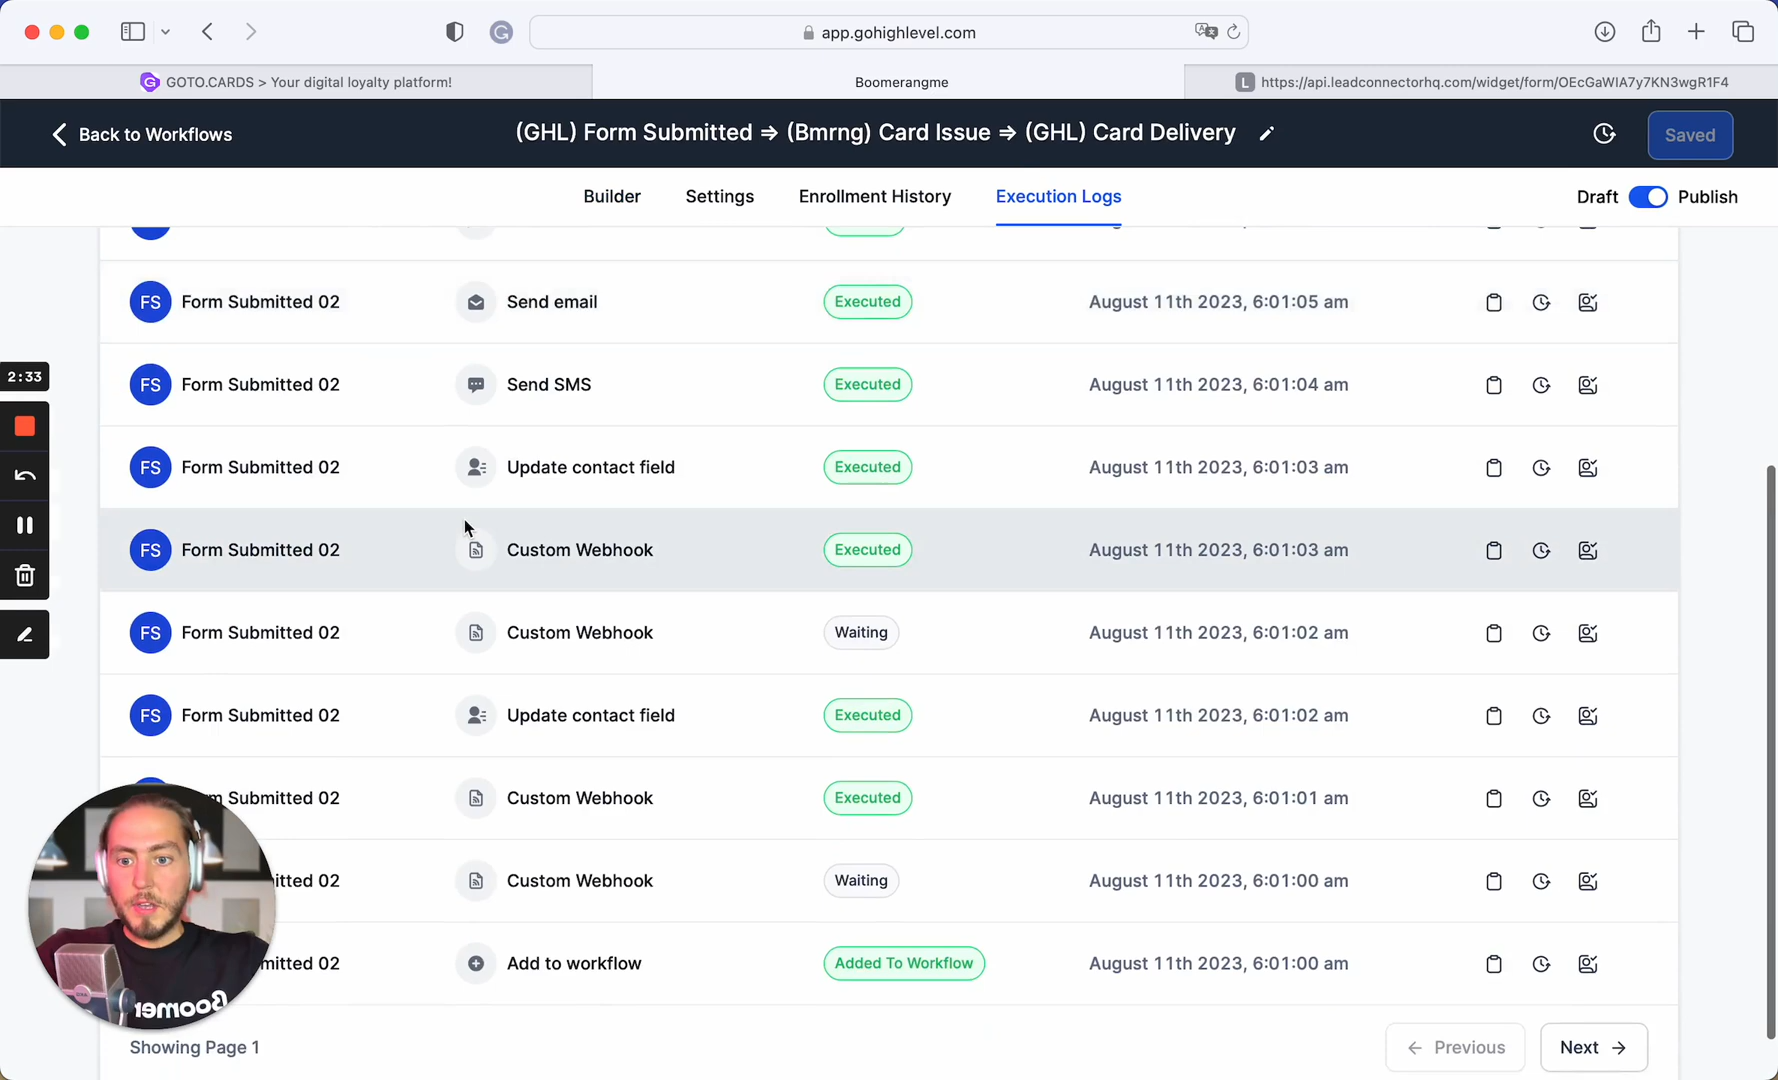 app.gohighlevel.com
GOTO.CARDS > Your digital loyalty platform!
Boomerangme
L https://api.leadconnectorhq.com/widget/form/OEcGaWIA7y7KN3wgR1F4
Back to Workflows
(GHL) Form Submitted ⇒ (Bmrng) Card Issue ⇒ (GHL) Card Delivery
Saved
Builder
Settings
Enrollment History
Execution Logs
Draft
Publish
FS Form Submitted 02 Send email Executed August 11th 2023, 6:01:05 am
FS Form Submitted 02 Send SMS Executed August 11th 2023, 6:01:04 am
2:33
FS Form Submitted 02 Update contact field Executed August 11th 2023, 6:01:03 am
FS Form Submitted 02 Custom Webhook Executed August 11th 2023, 6:01:03 am
FS Form Submitted 02 Custom Webhook Waiting August 11th 2023, 6:01:02 am
FS Form Submitted 02 Update contact field Executed August 11th 2023, 6:01:02 am
m Submitted 02 Custom Webhook Executed August 11th 2023, 6:01:01 am
itted 02 Custom Webhook Waiting August 11th 2023, 6:01:00 am
mitted 02 Add to workflow Added To Workflow August 11th 2023, 6:01:00 am
Boomer
Showing Page 1
Previous
Next